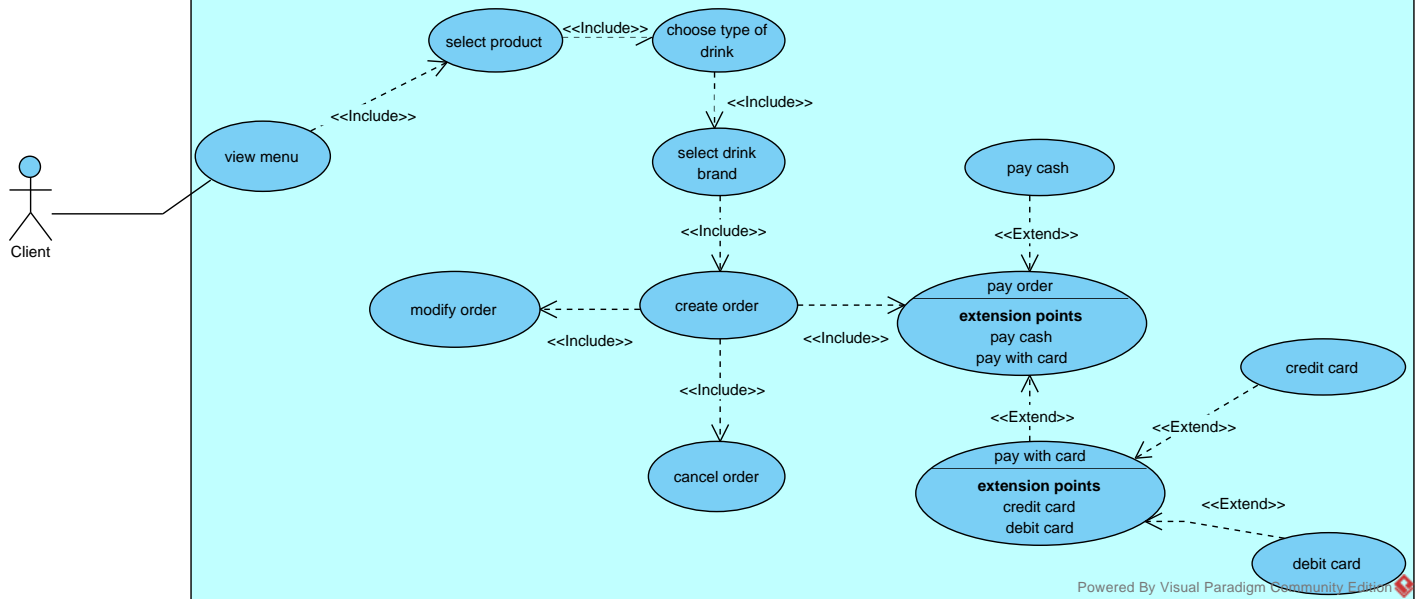 <<Include>>
select product
choose type of
drink
<<Include>>
<<Include>>
view menu
select drink
brand
pay cash
Client
<<Include>>
<<Extend>>
modify order
create order
pay order
extension points
pay cash
pay with card
<<Include>>
<<Include>>
credit card
<<Include>>
<<Extend>>
<<Extend>>
cancel order
pay with card
extension points
credit card
debit card
<<Extend>>
debit card
Powered By Visual Paradigm Community Edition